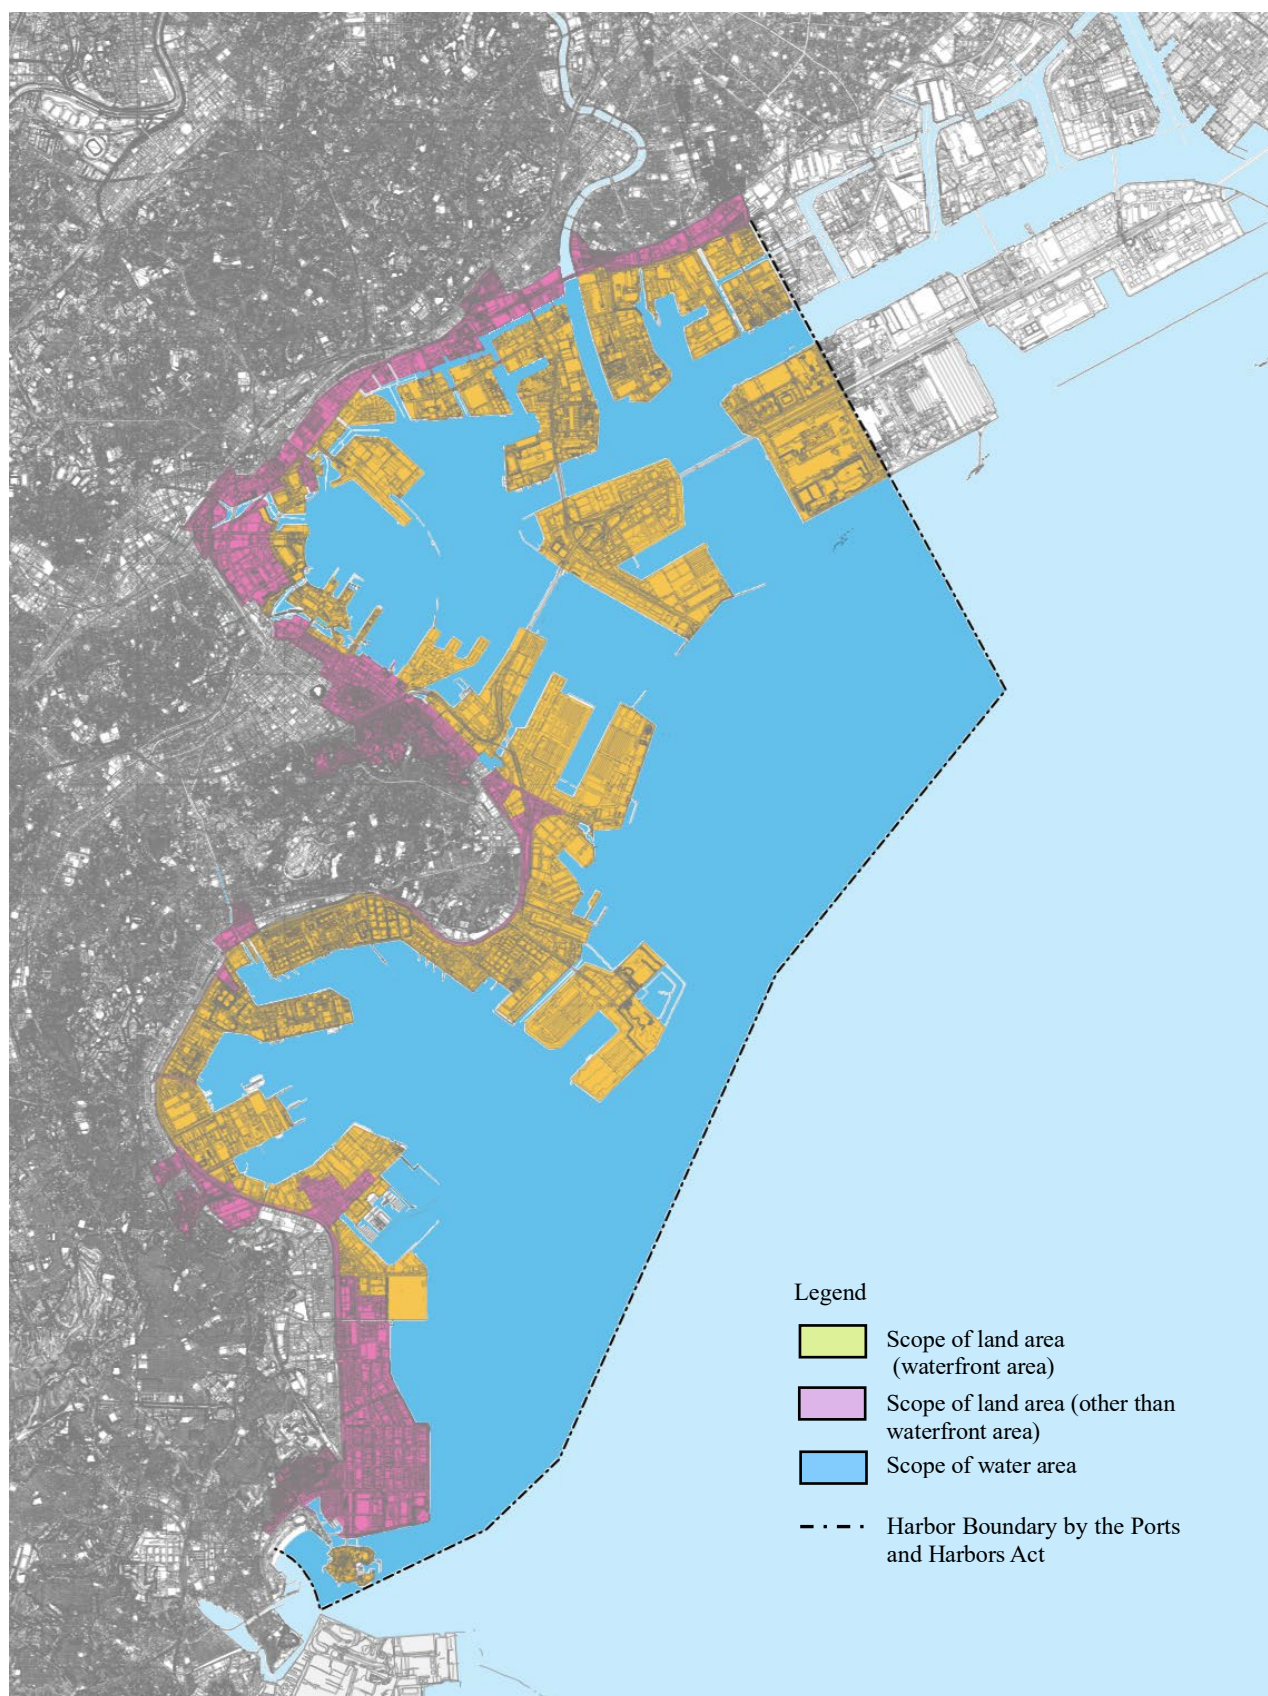 Legend
Scope of land area
(waterfront area)
Scope of land area (other than
waterfront area)
Scope of water area
Harbor Boundary by the Ports
and Harbors Act